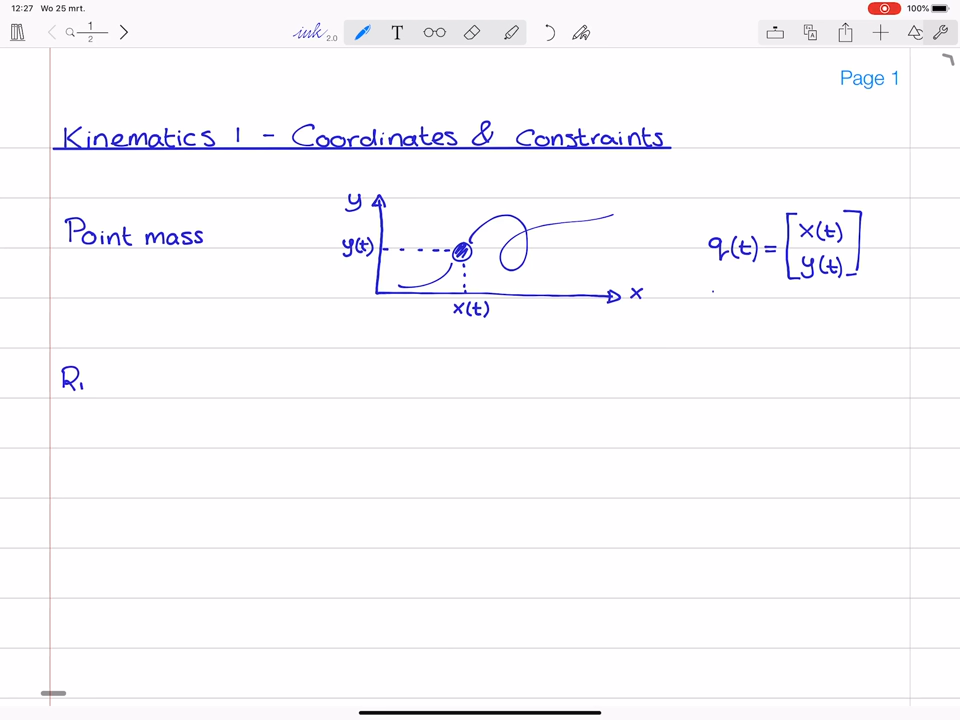 12:27 Wo 25 mrt. 100%
1
2
ink 2.0
T
Page 1
Kinematics 1 - Coordinates & Constraints
Point mass
y
y(t)
x(t)
x
q(t) = [x(t)
y(t)]
Ri